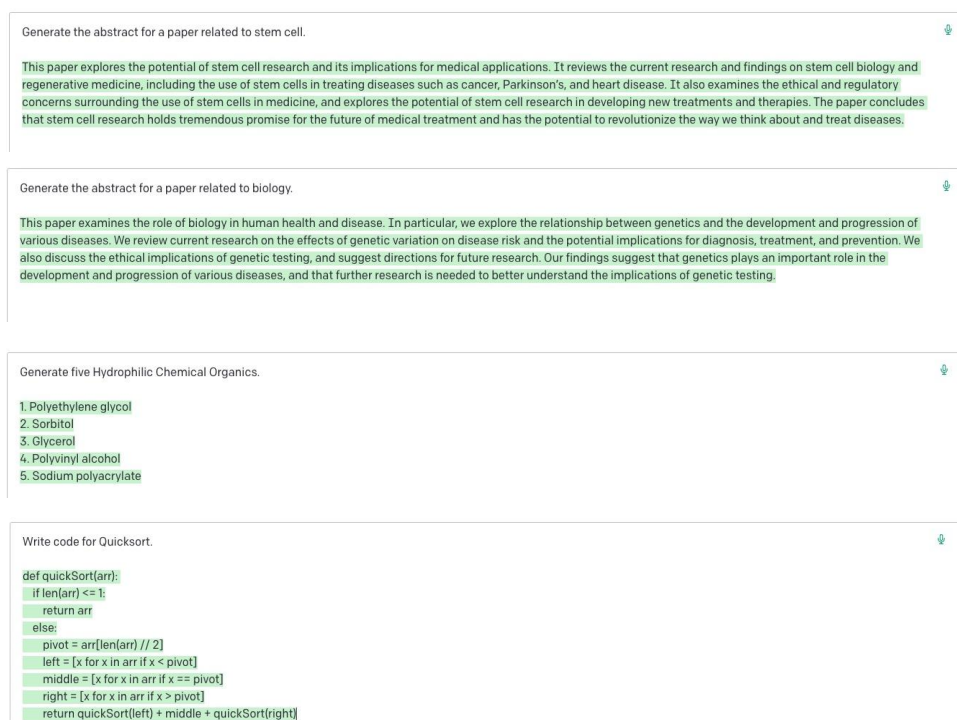 Generate the abstract for a paper related to stem cell.
This paper explores the potential of stem cell research and its implications for medical applications. It reviews the current research and findings on stem cell biology and
regenerative medicine, including the use of stem cells in treating diseases such as cancer, Parkinson's, and heart disease. It also examines the ethical and regulatory
concerns surrounding the use of stem cells in medicine, and explores the potential of stem cell research in developing new treatments and therapies. The paper concludes
that stem cell research holds tremendous promise for the future of medical treatment and has the potential to revolutionize the way we think about and treat diseases.
Generate the abstract for a paper related to biology.
This paper examines the role of biology in human health and disease. In particular, we explore the relationship between genetics and the development and progression of
various diseases. We review current research on the effects of genetic variation on disease risk and the potential implications for diagnosis, treatment, and prevention. We
also discuss the ethical implications of genetic testing, and suggest directions for future research. Our findings suggest that genetics plays an important role in the
development and progression of various diseases, and that further research is needed to better understand the implications of genetic testing.
Generate five Hydrophilic Chemical Organics.
1. Polyethylene glycol
2. Sorbitol
3. Glycerol
4. Polyvinyl alcohol
5. Sodium polyacrylate
Write code for Quicksort.
def quickSort(arr):
    if len(arr) <= 1:
        return arr
    else:
        pivot = arr[len(arr) // 2]
        left = [x for x in arr if x < pivot]
        middle = [x for x in arr if x == pivot]
        right = [x for x in arr if x > pivot]
        return quickSort(left) + middle + quickSort(right)